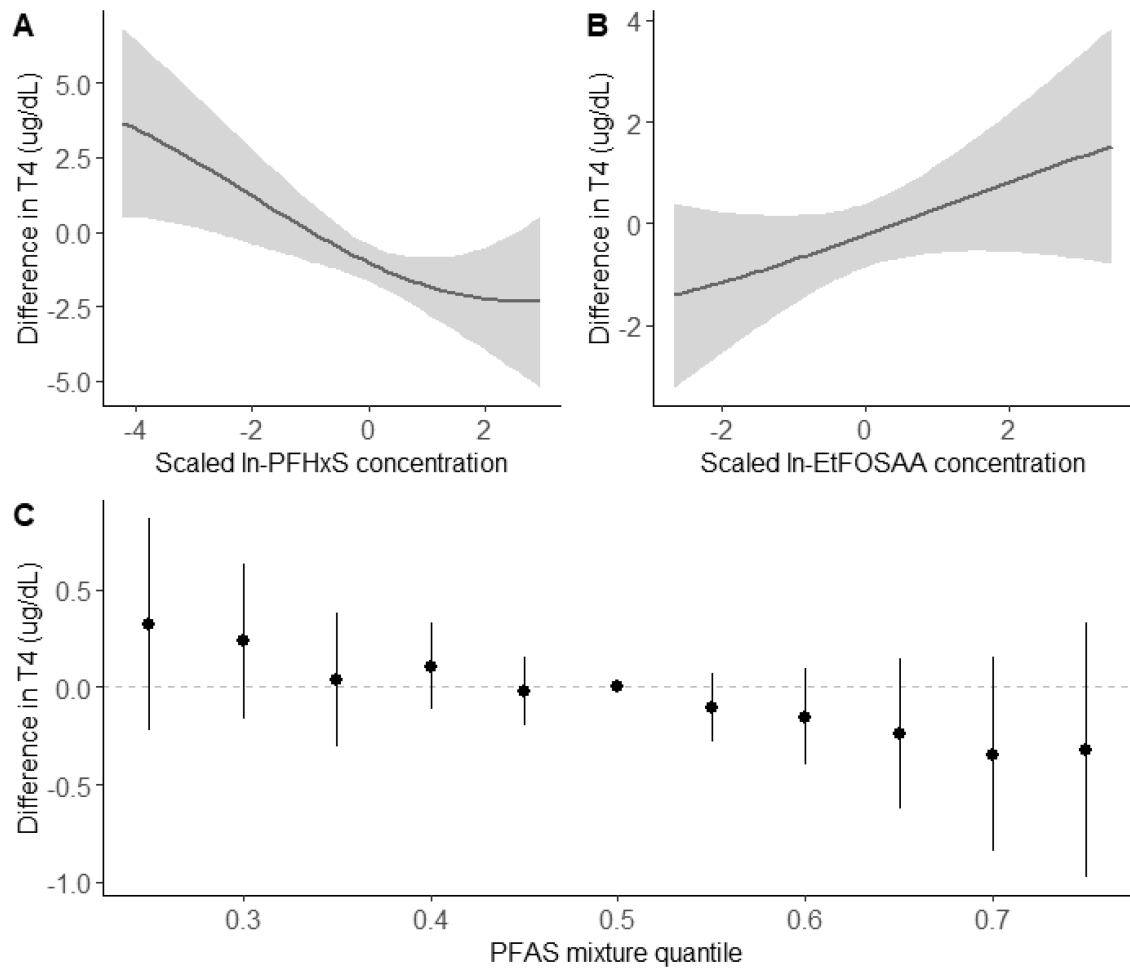 A
Difference in T4 (ug/dL)
5.0
2.5
0.0
-2.5
-5.0
-4 -2 0 2
Scaled ln-PFHxS concentration
B
Difference in T4 (ug/dL)
4
2
0
-2
-2 0 2
Scaled ln-EtFOSAA concentration
C
Difference in T4 (ug/dL)
0.5
0.0
-0.5
-1.0
0.3 0.4 0.5 0.6 0.7
PFAS mixture quantile